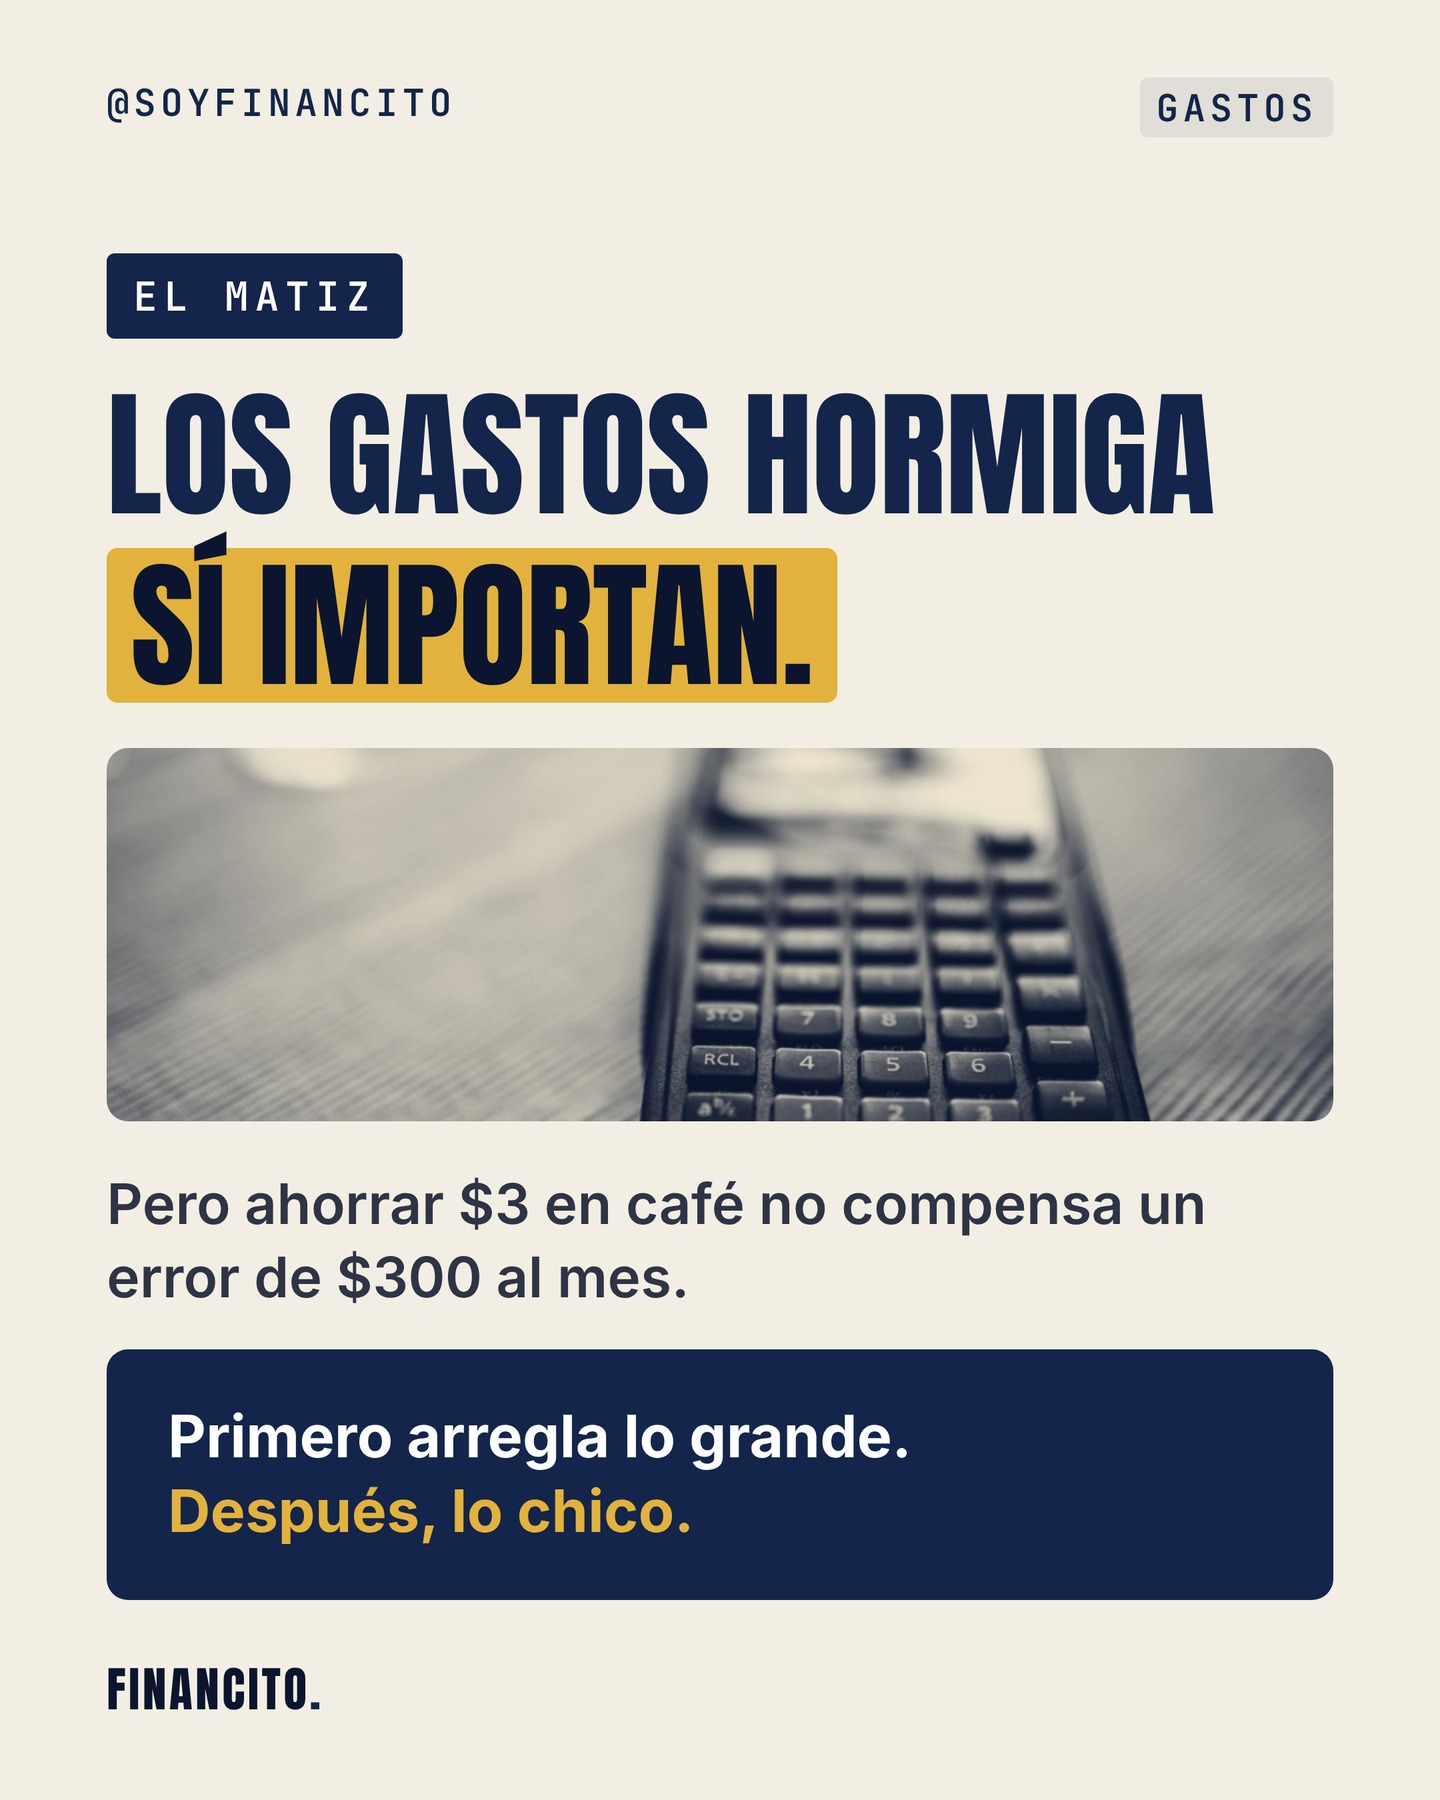 @SOYFINANCITO
GASTOS
EL MATIZ
LOS GASTOS HORMIGA
SÍ IMPORTAN.
STO 7 8 9
RCL 4 5 6 −
1 2 3 +
Pero ahorrar $3 en café no compensa un
error de $300 al mes.
Primero arregla lo grande.
Después, lo chico.
FINANCITO.